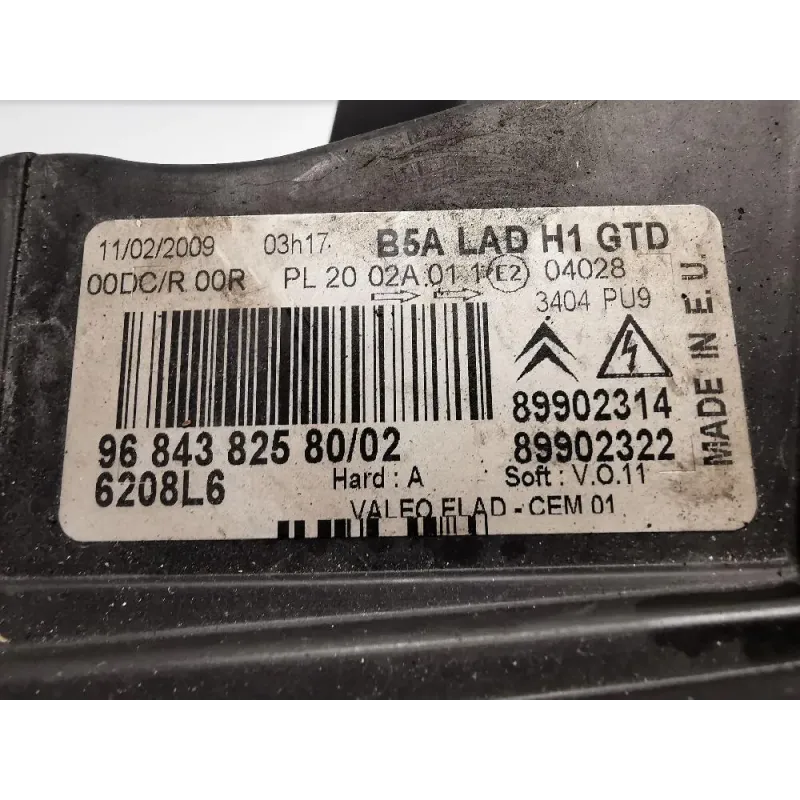 11/02/2009 03h17 B5A LAD H1 GTD
00DC/R 00R PL 20 02A 01 1 E2 04028
3404 PU9
89902314
96 843 825 80/02 89902322
6208L6 Hard : A Soft : V.O.11
VALEO ELAD - CEM 01
MADE IN E.U.